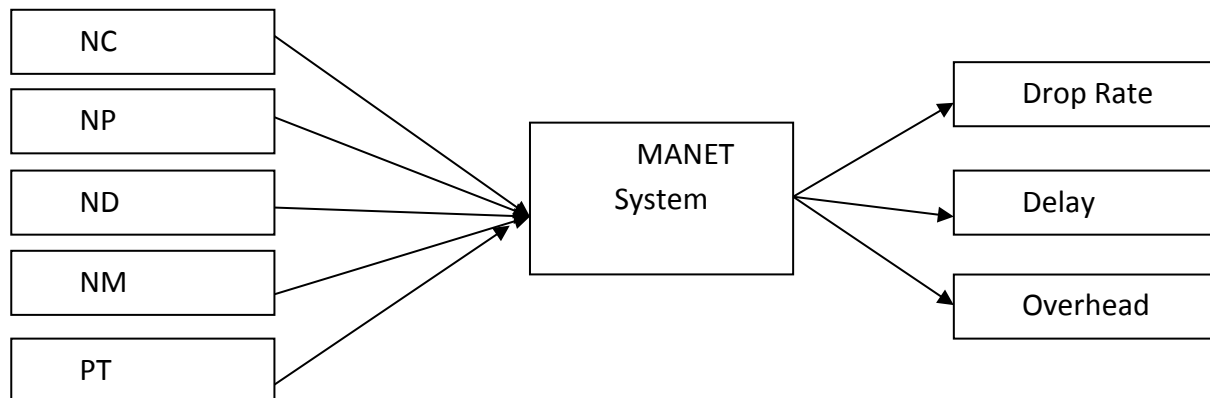 NC
NP
ND
NM
PT
MANET
System
Drop Rate
Delay
Overhead